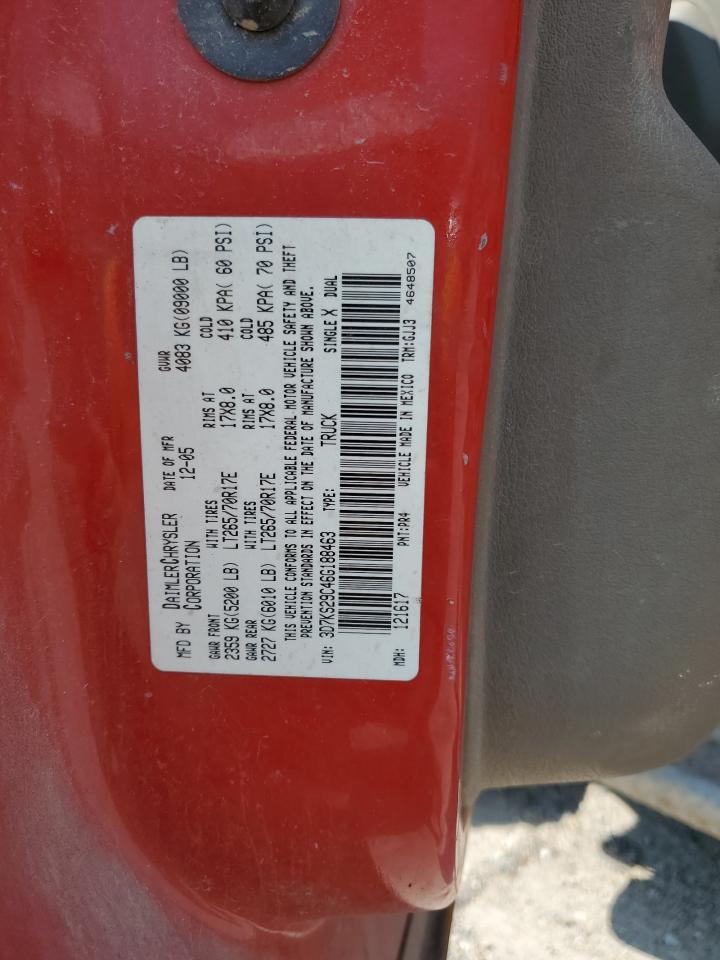 MFD BY DAIMLERCHRYSLER DATE OF MFR GVWR
CORPORATION 12-05 4083 KG(09000 LB)
GAWR FRONT WITH TIRES RIMS AT COLD
2359 KG(5200 LB) LT265/70R17E 17X8.0 410 KPA( 60 PSI)
GAWR REAR WITH TIRES RIMS AT COLD
2727 KG(6010 LB) LT265/70R17E 17X8.0 485 KPA( 70 PSI)
THIS VEHICLE CONFORMS TO ALL APPLICABLE FEDERAL MOTOR VEHICLE SAFETY AND THEFT
PREVENTION STANDARDS IN EFFECT ON THE DATE OF MANUFACTURE SHOWN ABOVE.
VIN: 3D7KS29C46G188463 TYPE: TRUCK SINGLE X DUAL
MDH: 121617 PNT:PR4 VEHICLE MADE IN MEXICO TRM:GJJ3 4648507